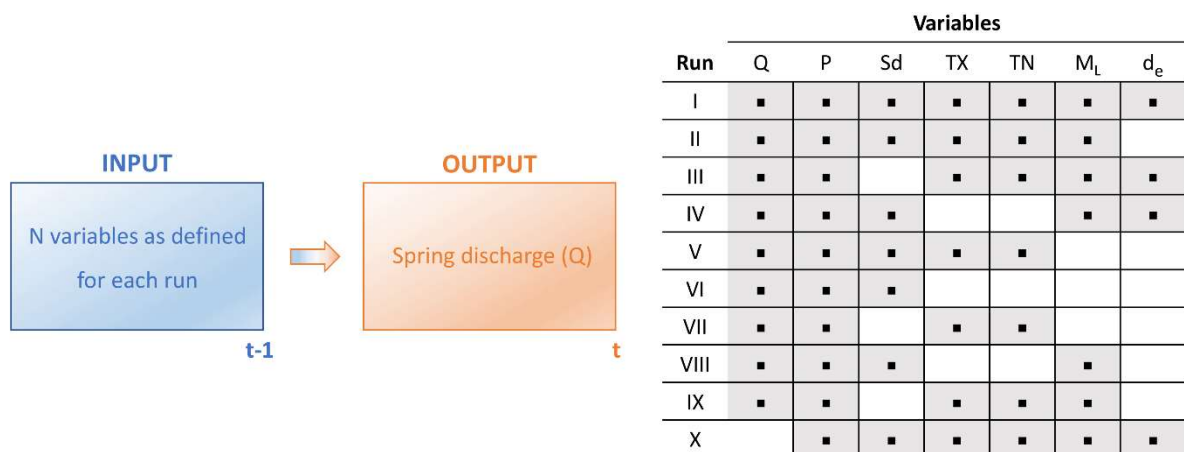 INPUT
N variables as defined
for each run
t-1
OUTPUT
Spring discharge (Q)
t
Variables
Run Q P Sd TX TN M_L d_e
I ▪ ▪ ▪ ▪ ▪ ▪ ▪
II ▪ ▪ ▪ ▪ ▪ ▪
III ▪ ▪ ▪ ▪ ▪ ▪
IV ▪ ▪ ▪ ▪ ▪
V ▪ ▪ ▪ ▪ ▪
VI ▪ ▪ ▪
VII ▪ ▪ ▪ ▪
VIII ▪ ▪ ▪ ▪
IX ▪ ▪ ▪ ▪ ▪
X ▪ ▪ ▪ ▪ ▪ ▪